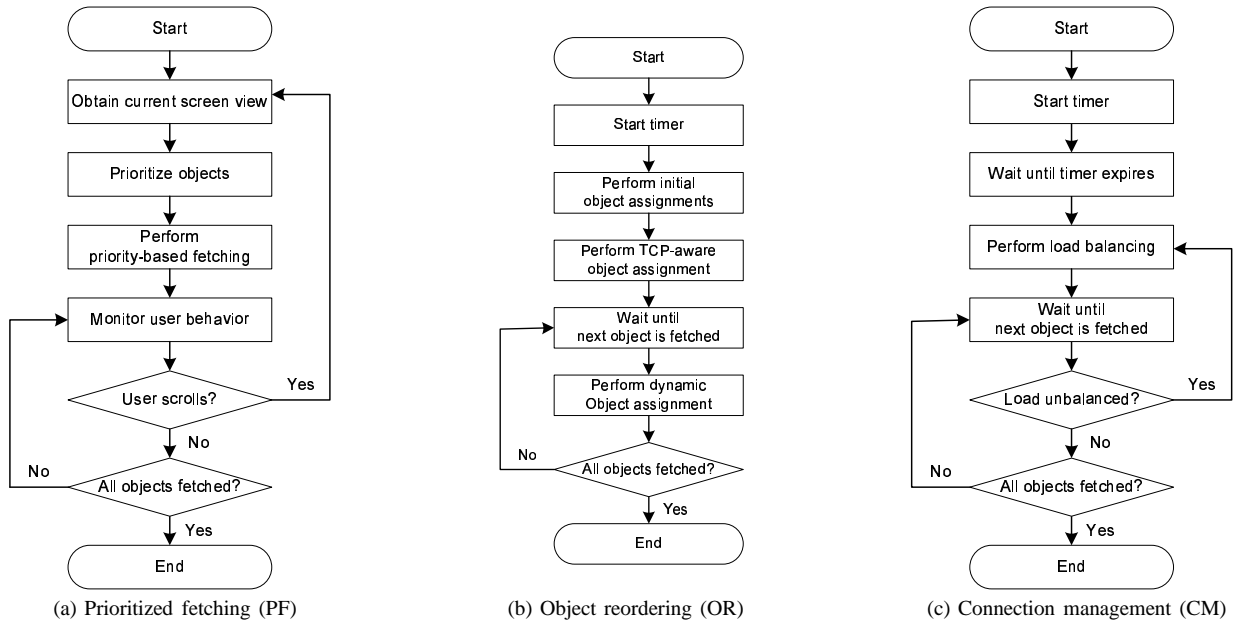 Start
Obtain current screen view
Prioritize objects
Perform
priority-based fetching
Monitor user behavior
User scrolls?
Yes
No
No
All objects fetched?
Yes
End
(a) Prioritized fetching (PF)
Start
Start timer
Perform initial
object assignments
Perform TCP-aware
object assignment
Wait until
next object is fetched
Perform dynamic
Object assignment
No
All objects fetched?
Yes
End
(b) Object reordering (OR)
Start
Start timer
Wait until timer expires
Perform load balancing
Wait until
next object is fetched
Load unbalanced?
Yes
No
No
All objects fetched?
Yes
End
(c) Connection management (CM)